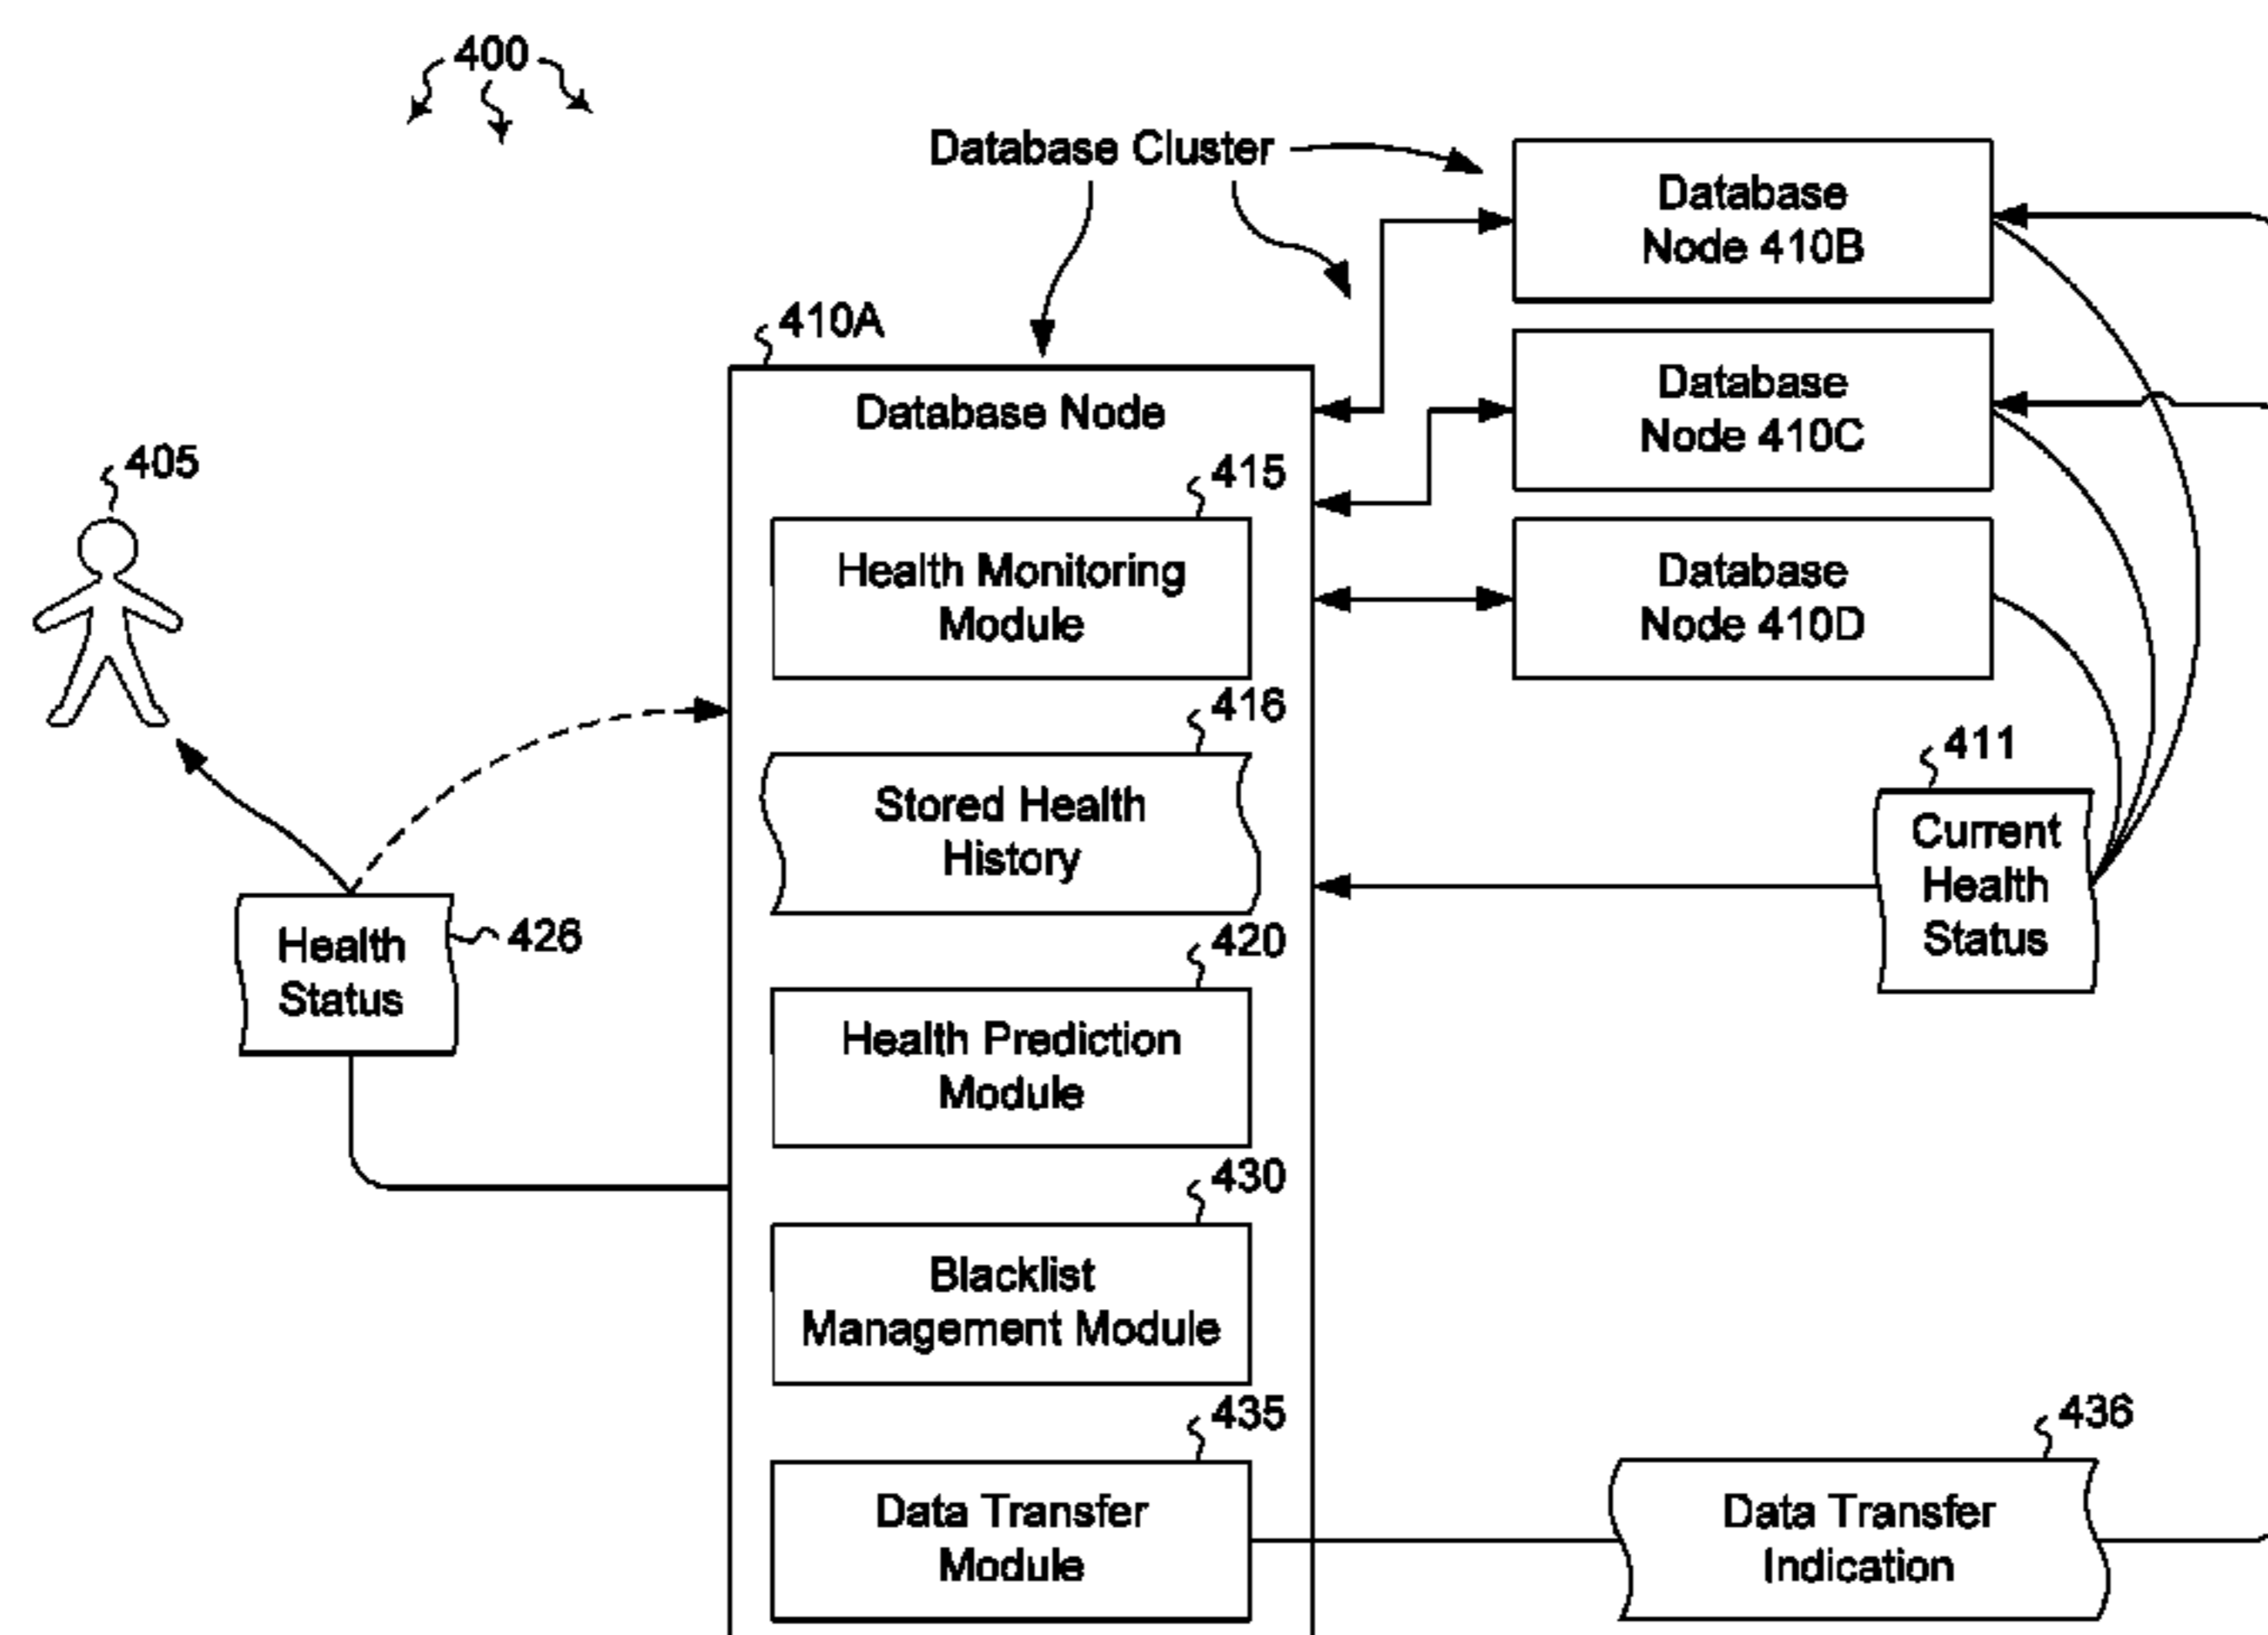 400
Database Cluster
Database
Node 410B
410A
Database Node
Database
Node 410C
405
415
Health Monitoring
Module
Database
Node 410D
416
Stored Health
History
411
Current
Health
Status
Health
Status
426
420
Health Prediction
Module
430
Blacklist
Management Module
435
Data Transfer
Module
436
Data Transfer
Indication